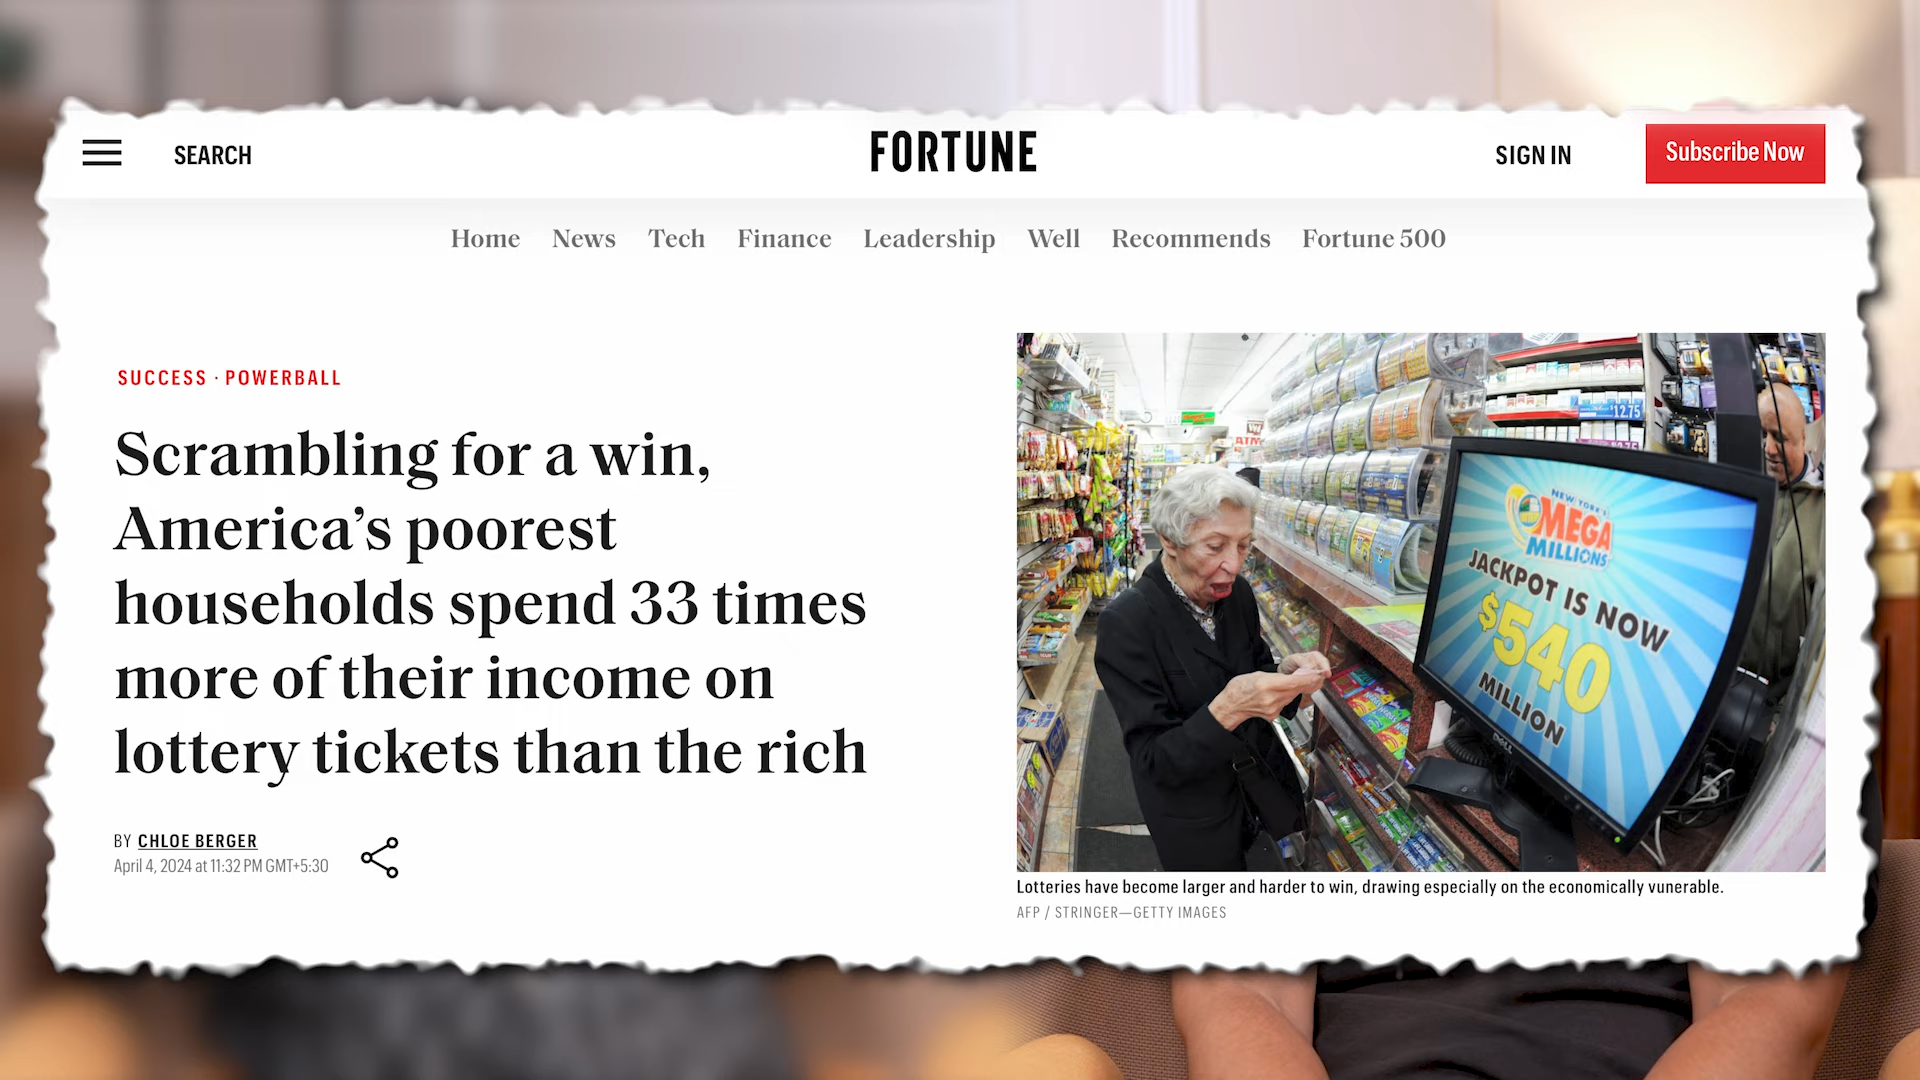 SEARCH
FORTUNE
SIGN IN
Subscribe Now
Home News Tech Finance Leadership Well Recommends Fortune 500
SUCCESS · POWERBALL
Scrambling for a win,
America’s poorest
households spend 33 times
more of their income on
lottery tickets than the rich
BY CHLOE BERGER
April 4, 2024 at 11:32 PM GMT+5:30
$12.75
NEW YORK'S
MEGA
MILLIONS
JACKPOT IS NOW
$540
MILLION
DELL
Lotteries have become larger and harder to win, drawing especially on the economically vunerable.
AFP / STRINGER—GETTY IMAGES